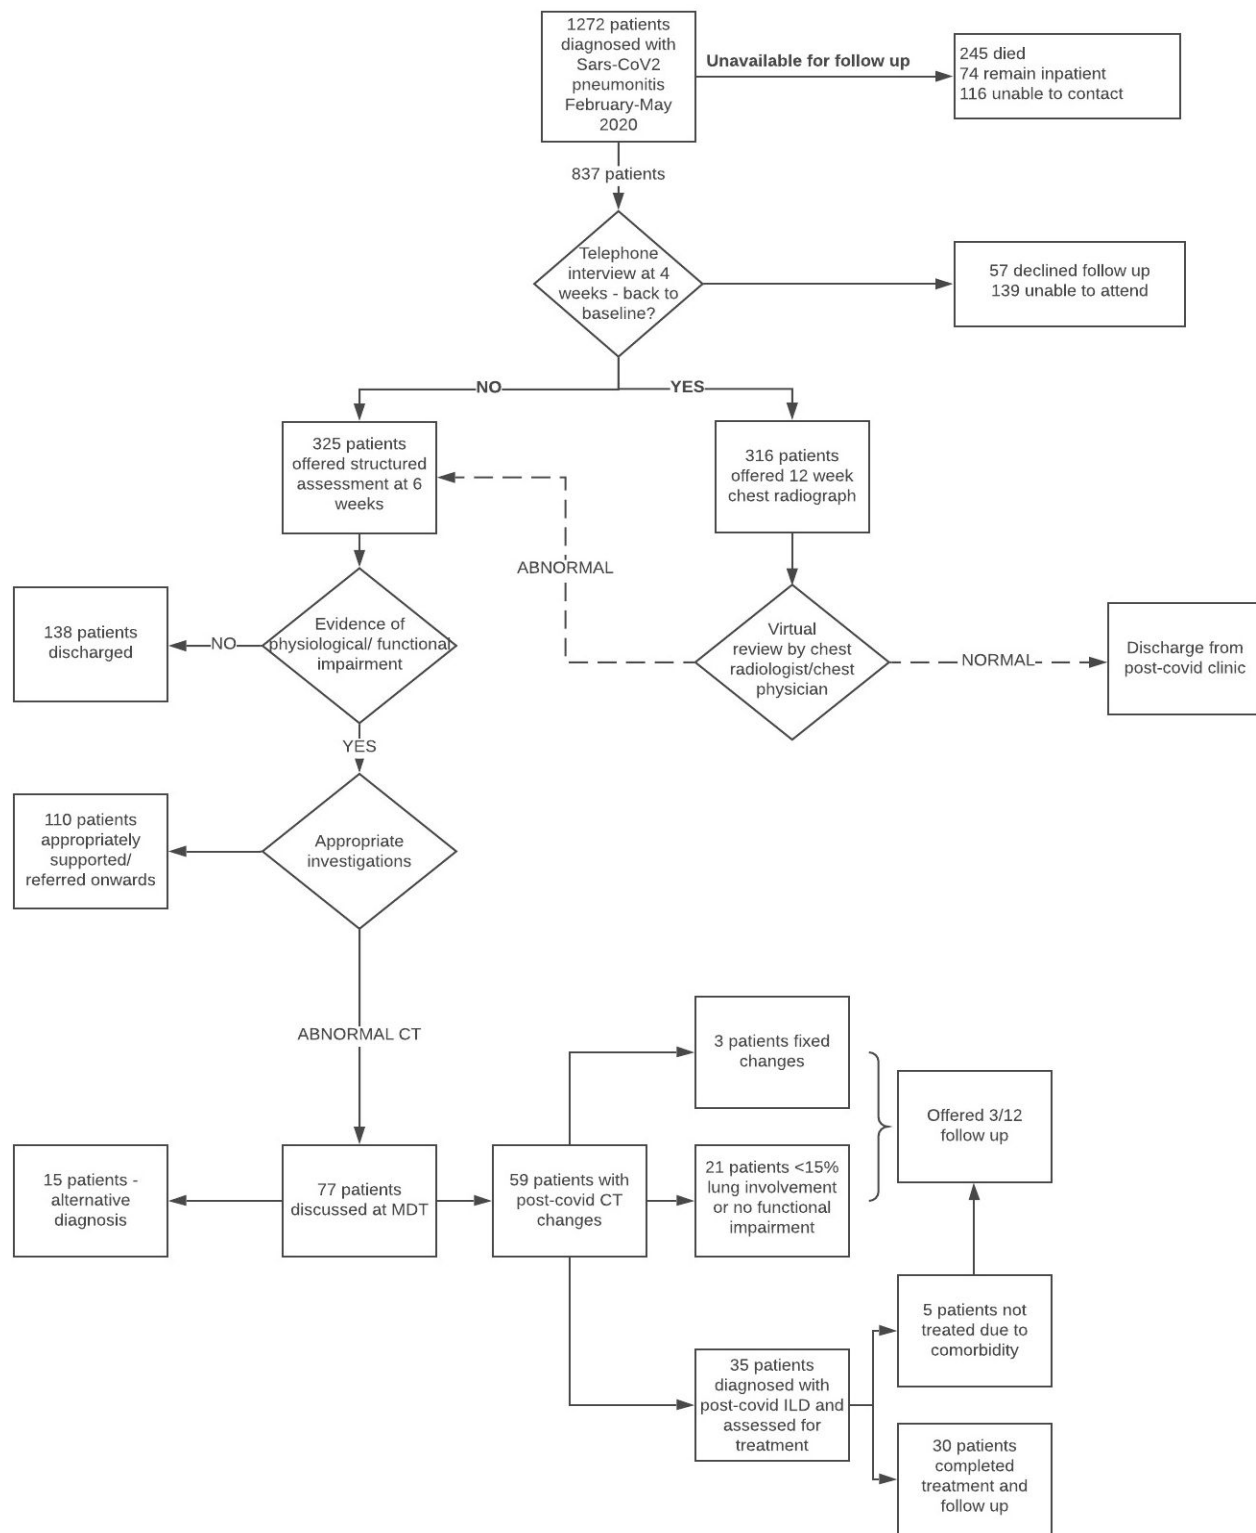 1272 patients
diagnosed with
Sars-CoV2
pneumonitis
February-May
2020
Unavailable for follow up
245 died
74 remain inpatient
116 unable to contact
837 patients
Telephone
interview at 4
weeks - back to
baseline?
57 declined follow up
139 unable to attend
NO
YES
325 patients
offered structured
assessment at 6
weeks
316 patients
offered 12 week
chest radiograph
ABNORMAL
138 patients
discharged
NO
Evidence of
physiological/ functional
impairment
Virtual
review by chest
radiologist/chest
physician
NORMAL
Discharge from
post-covid clinic
YES
110 patients
appropriately
supported/
referred onwards
Appropriate
investigations
ABNORMAL CT
3 patients fixed
changes
Offered 3/12
follow up
15 patients -
alternative
diagnosis
77 patients
discussed at MDT
59 patients with
post-covid CT
changes
21 patients <15%
lung involvement
or no functional
impairment
5 patients not
treated due to
comorbidity
35 patients
diagnosed with
post-covid ILD and
assessed for
treatment
30 patients
completed
treatment and
follow up